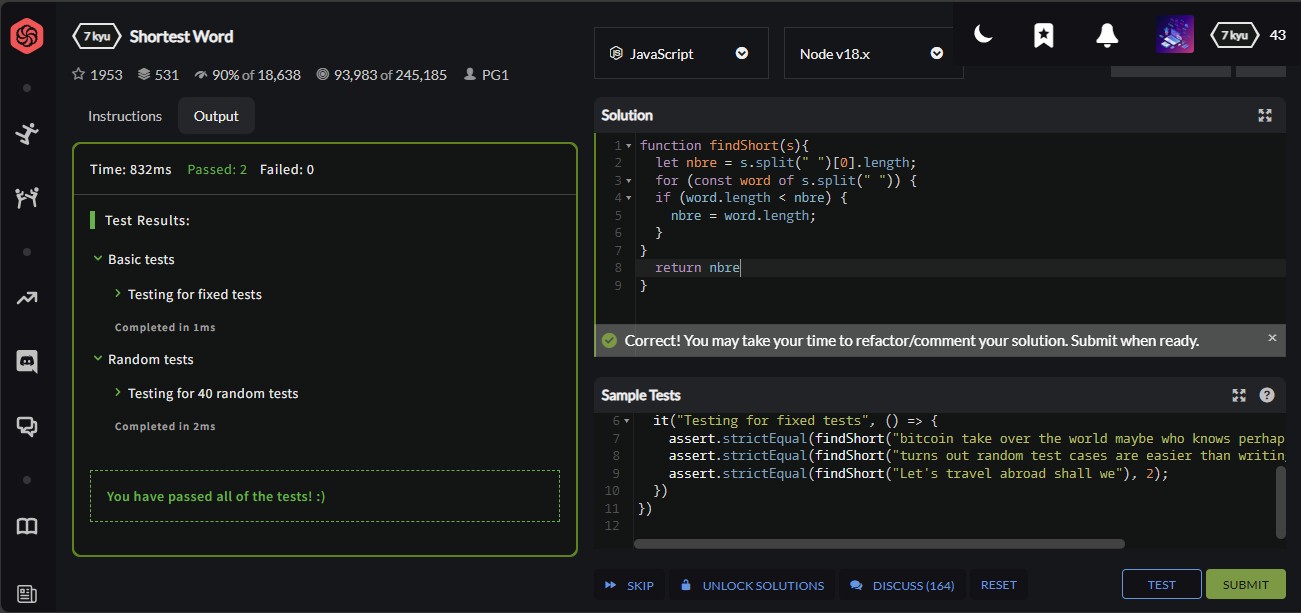 7 kyu Shortest Word
1953 531 90% of 18,638 93,983 of 245,185 PG1
JavaScript
Node v18.x
7 kyu 43
Instructions Output
Time: 832ms Passed: 2 Failed: 0
Test Results:
Basic tests
Testing for fixed tests
Completed in 1ms
Random tests
Testing for 40 random tests
Completed in 2ms
You have passed all of the tests! :)
Solution
1 function findShort(s){
2 let nbre = s.split(" ")[0].length;
3 for (const word of s.split(" ")) {
4 if (word.length < nbre) {
5 nbre = word.length;
6 }
7 }
8 return nbre
9 }
Correct! You may take your time to refactor/comment your solution. Submit when ready. ×
Sample Tests ?
6 it("Testing for fixed tests", () => {
7 assert.strictEqual(findShort("bitcoin take over the world maybe who knows perhap
8 assert.strictEqual(findShort("turns out random test cases are easier than writin
9 assert.strictEqual(findShort("Let's travel abroad shall we"), 2);
10 })
11 })
12
SKIP UNLOCK SOLUTIONS DISCUSS (164) RESET TEST SUBMIT